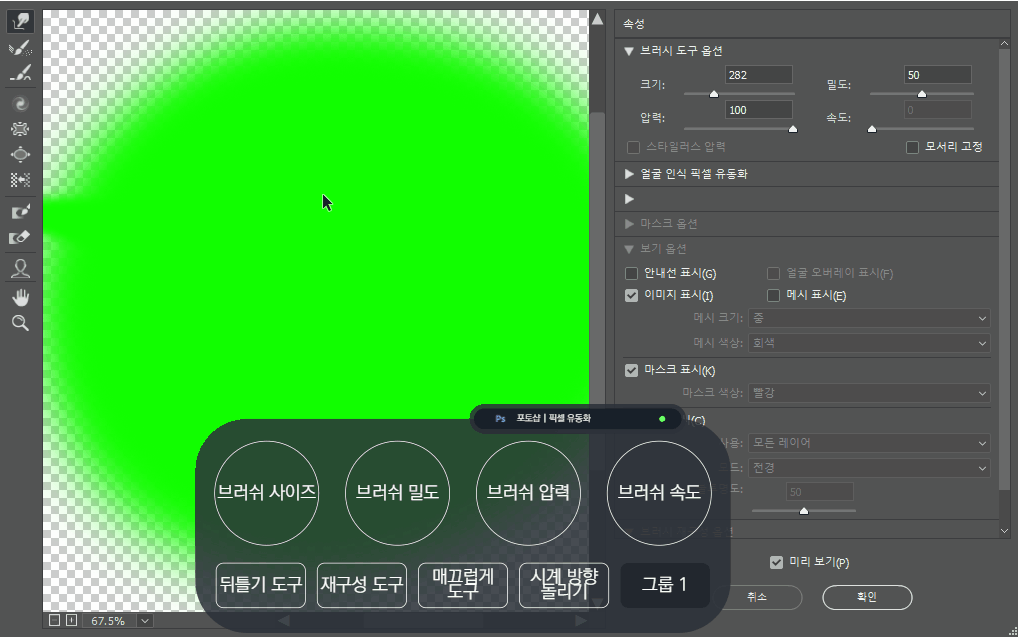 속성
브러시 도구 옵션
크기: 282 밀도: 50
압력: 100 속도: 0
스타일러스 압력 모서리 고정
얼굴 인식 픽셀 유동화
마스크 옵션
보기 옵션
안내선 표시(G) 얼굴 오버레이 표시(F)
이미지 표시(I) 메시 표시(E)
메시 크기: 중
메시 색상: 회색
마스크 표시(K)
마스크 색상: 빨강
Ps 포토샵 | 픽셀 유동화
(C)
사용: 모든 레이어
모드: 전경
50
브러쉬 사이즈 브러쉬 밀도 브러쉬 압력 브러쉬 속도
뒤틀기 도구 재구성 도구 매끄럽게
도구 시계 방향
돌리기 그룹 1
미리 보기(P)
취소 확인
67.5%